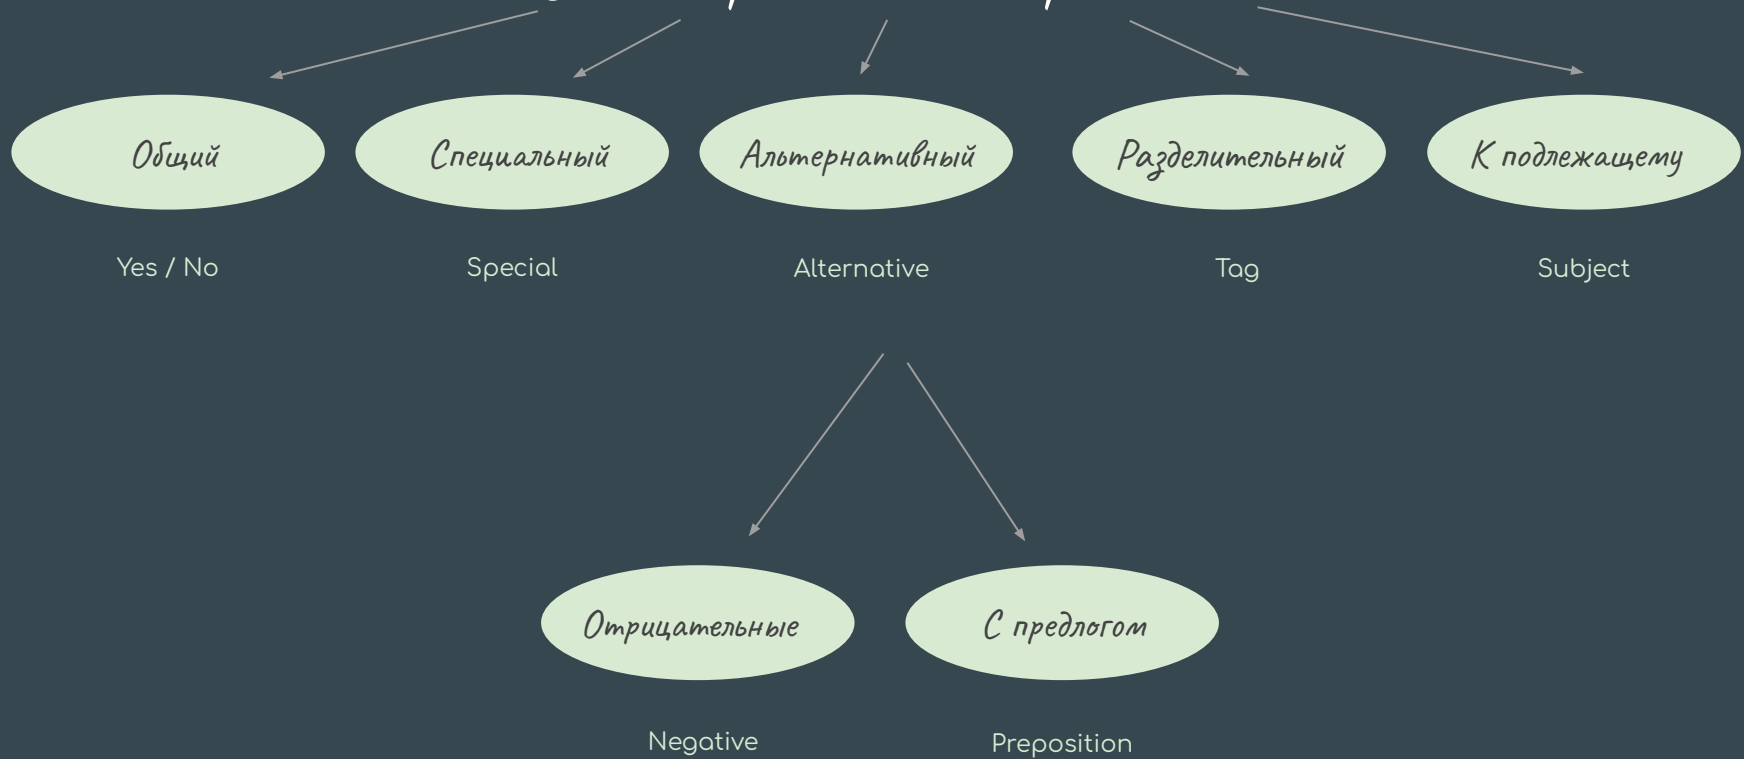 Общий
Специальный
Альтернативный
Разделительный
К подлежащему
Yes / No
Special
Alternative
Tag
Subject
Отрицательные
С предлогом
Negative
Preposition